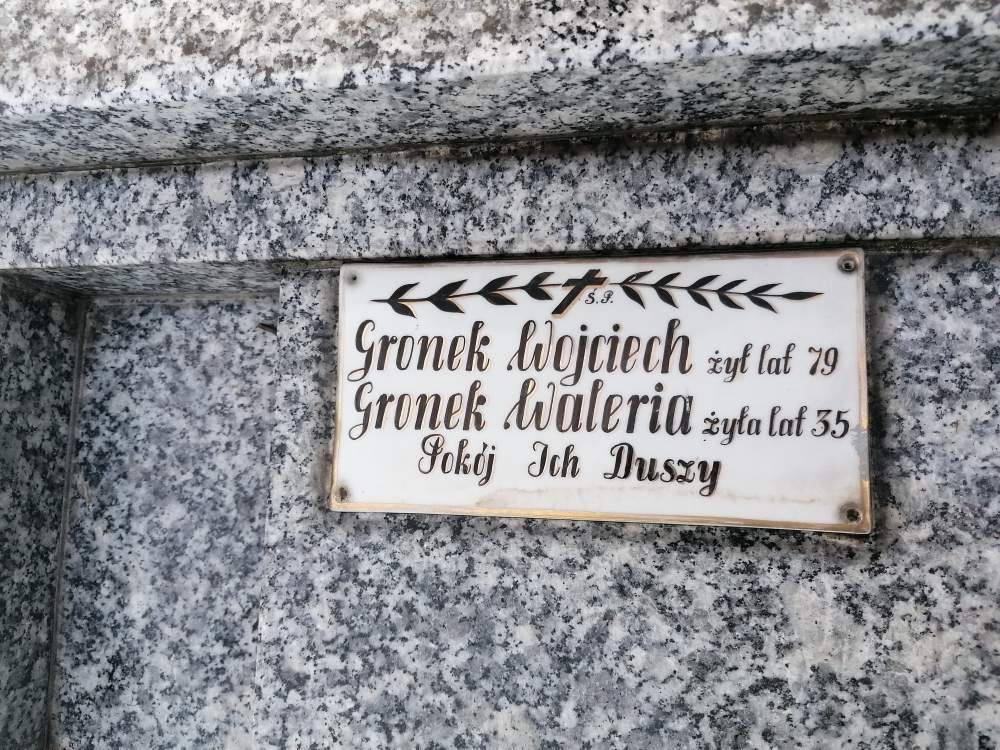 Ś.P.
Gronek Wojciech żył lat 79
Gronek Waleria żyła lat 35
Pokój Ich Duszy